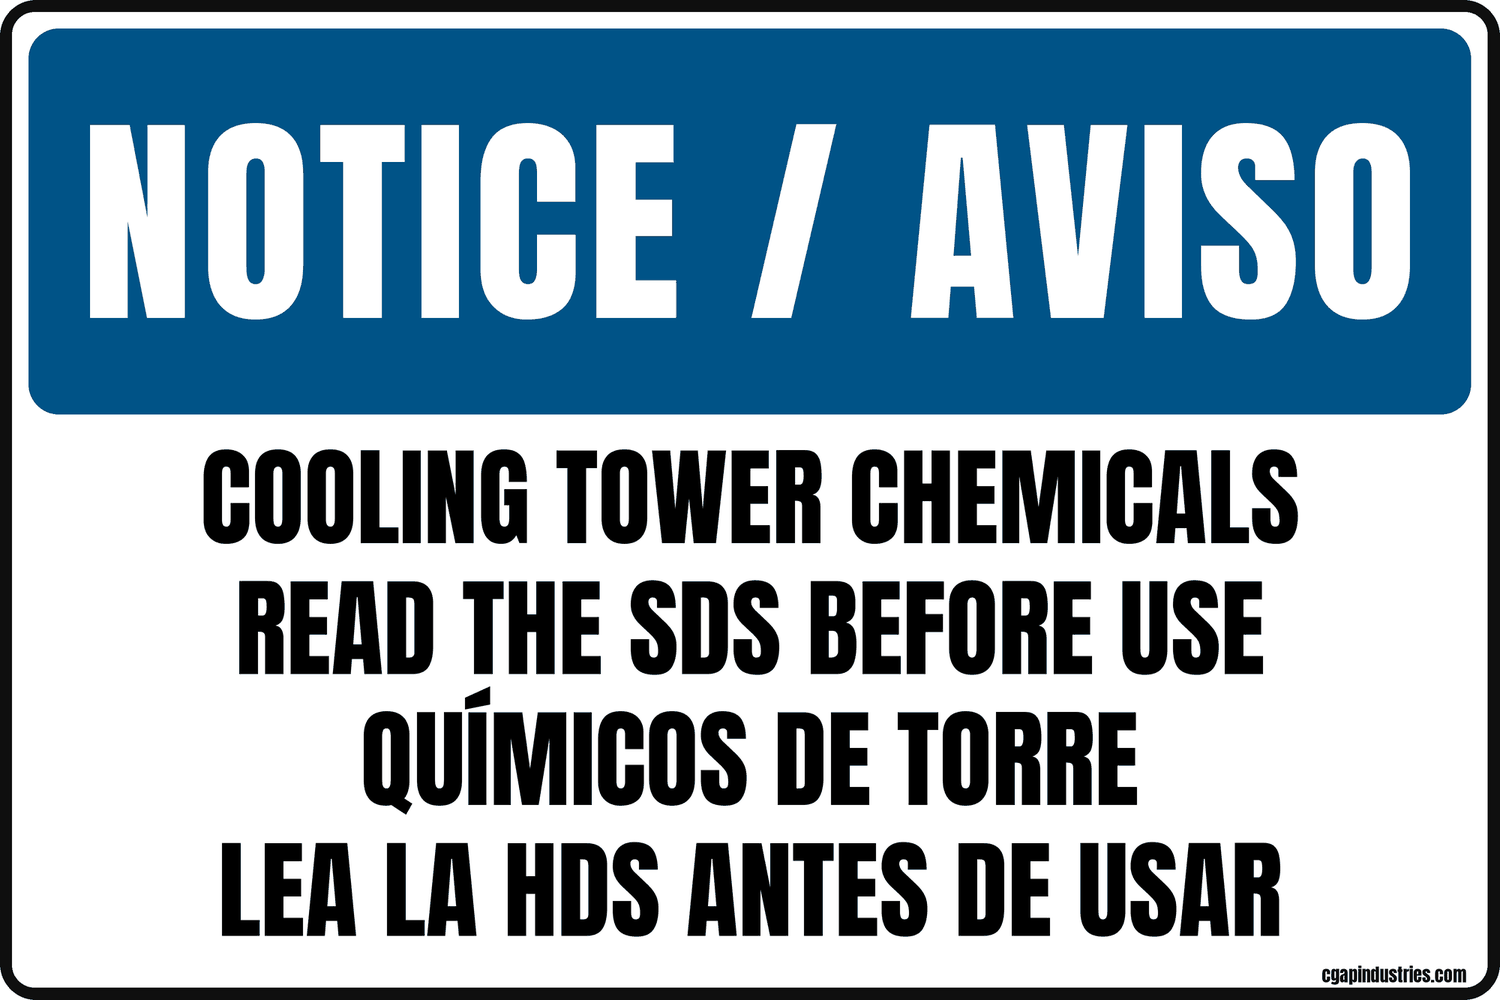 NOTICE / AVISO
COOLING TOWER CHEMICALS
READ THE SDS BEFORE USE
QUÍMICOS DE TORRE
LEA LA HDS ANTES DE USAR
cgapindustries.com